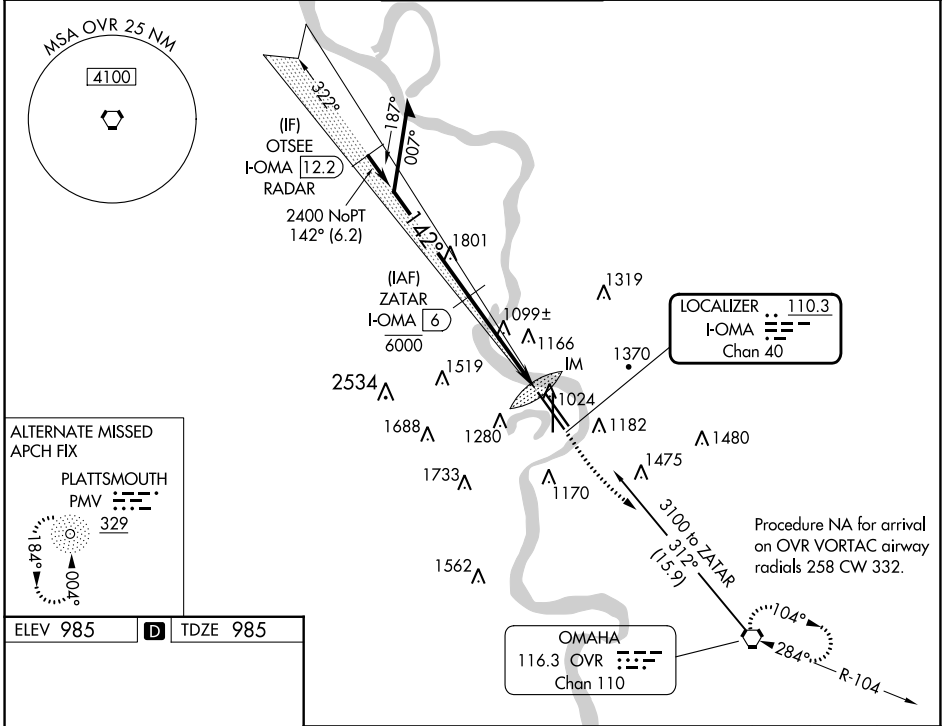 MSA OVR 25 NM
4100
322°
187°
007°
(IF)
OTSEE
I-OMA 12.2
RADAR
2400 NoPT
142° (6.2)
142°
1801
(IAF)
ZATAR
I-OMA 6
6000
1319
1099±
1166
LOCALIZER 110.3
I-OMA
Chan 40
1370
IM
1519
2534
1024
1688
1280
1182
1480
1733
1170
1475
1562
3100 to ZATAR
312°
(15.9)
Procedure NA for arrival
on OVR VORTAC airway
radials 258 CW 332.
ALTERNATE MISSED
APCH FIX
PLATTSMOUTH
PMV
329
184°
004°
104°
284°
R-104
OMAHA
116.3 OVR
Chan 110
ELEV 985 D TDZE 985